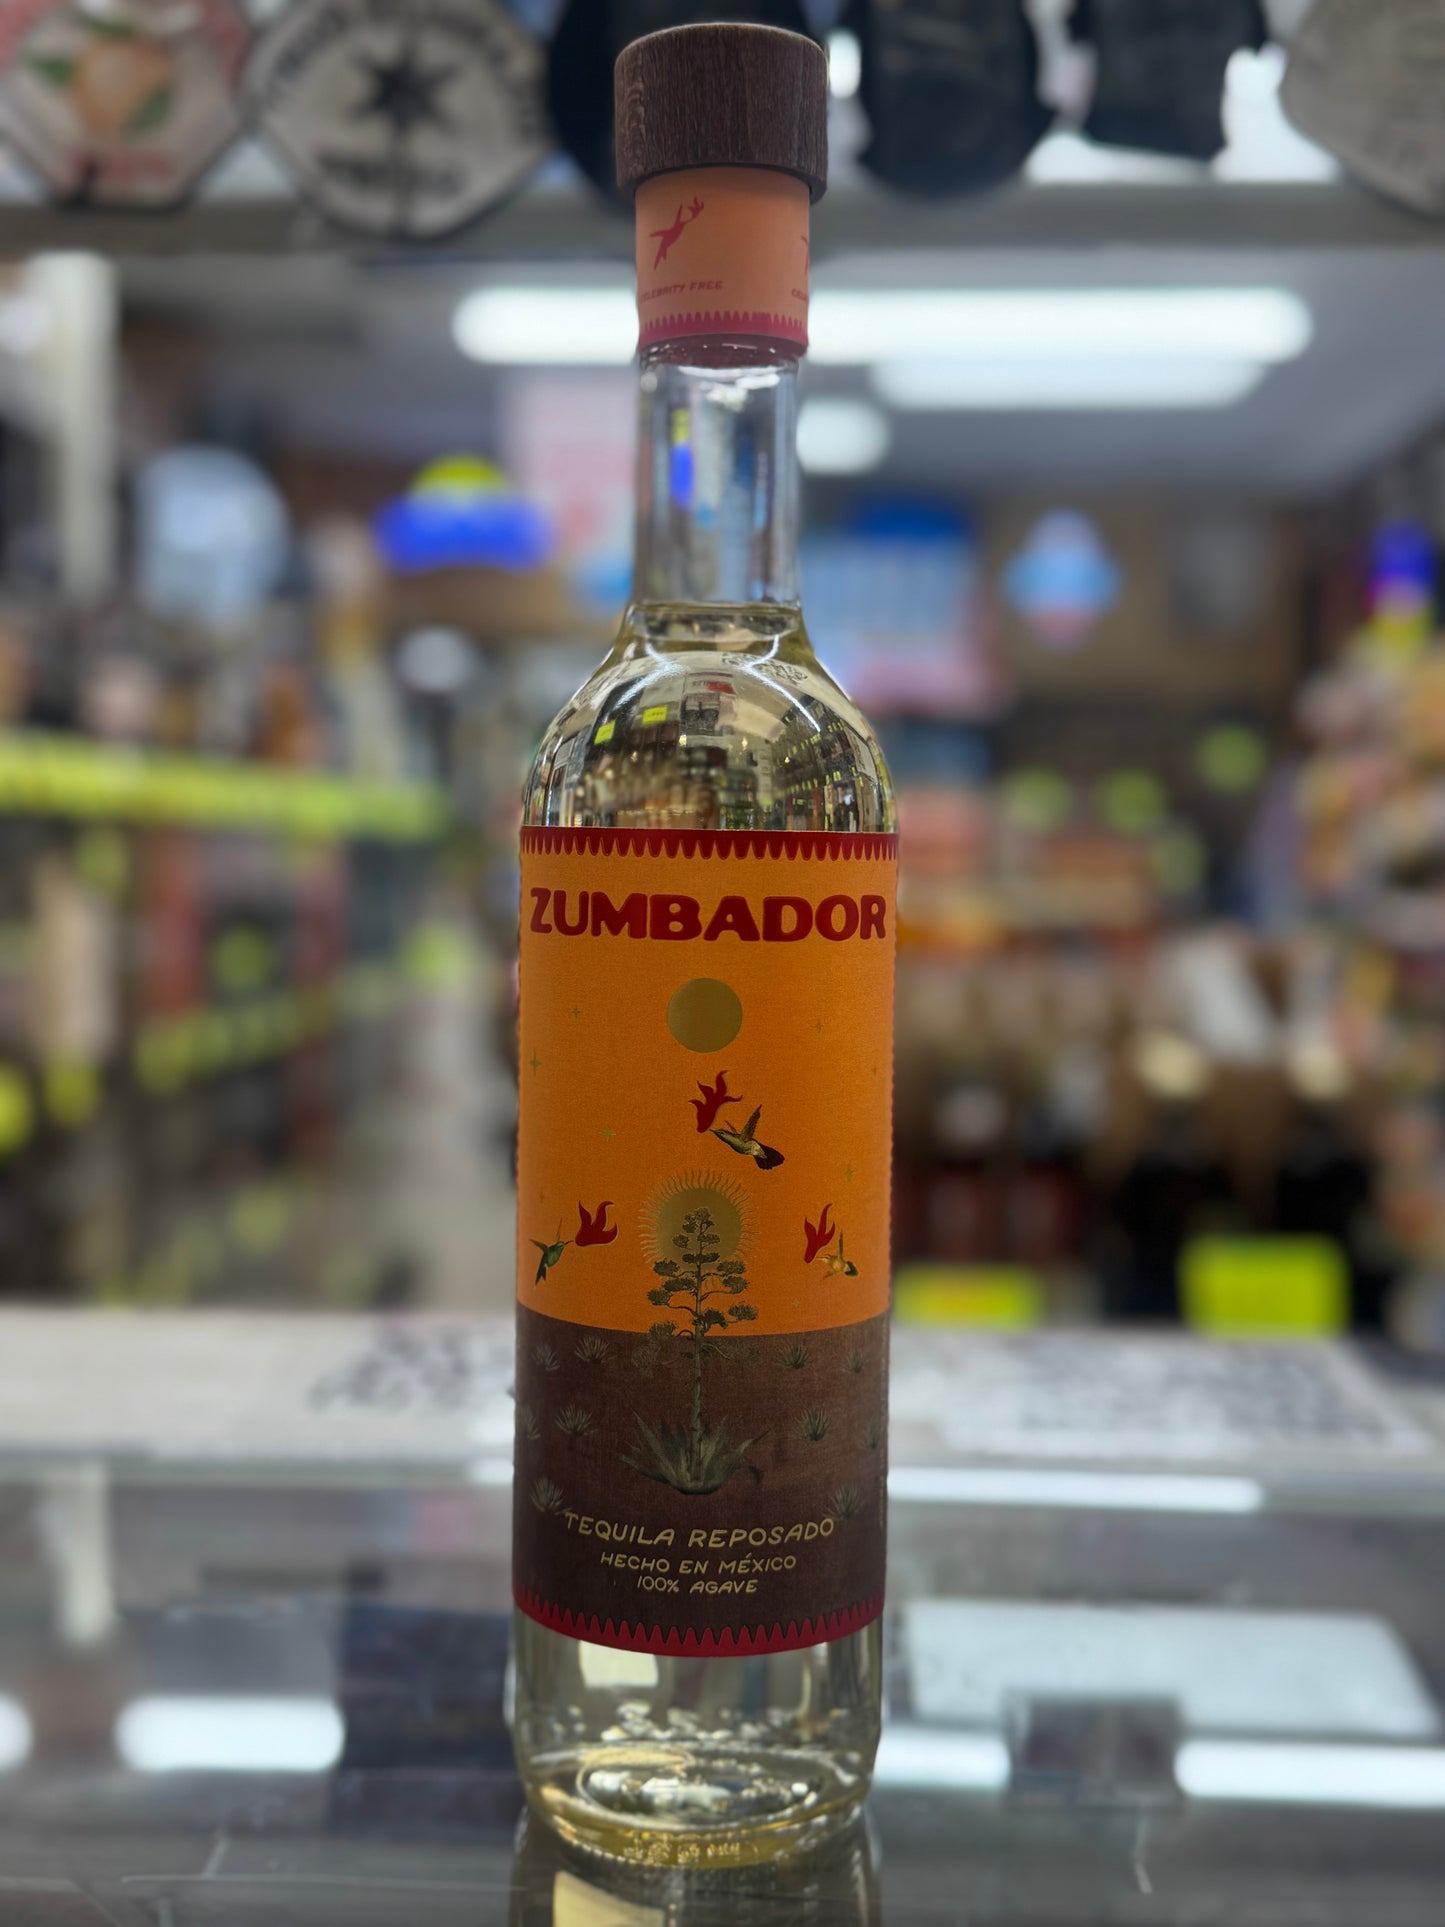 CELEBRITY FREE
ZUMBADOR
TEQUILA REPOSADO
HECHO EN MÉXICO
100% AGAVE